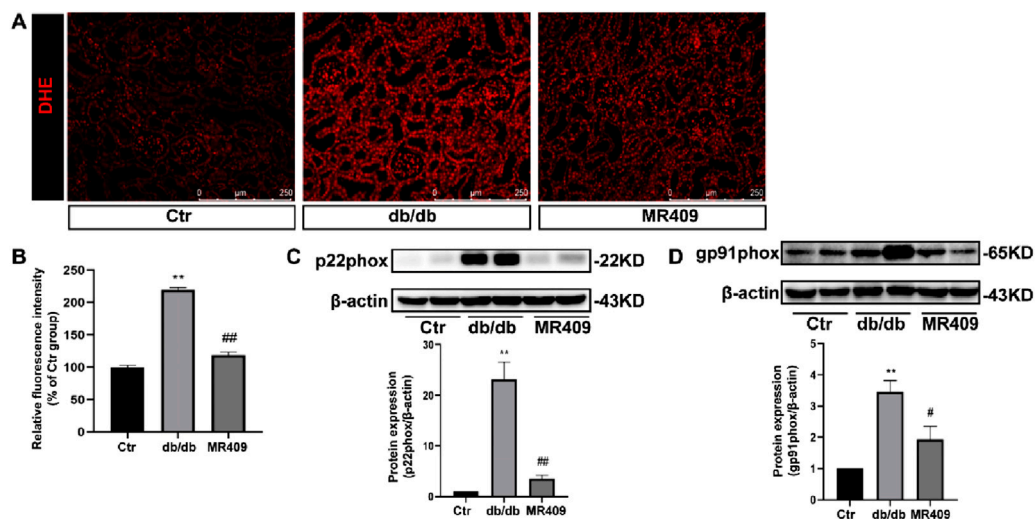 A
DHE
0 µm 250
0 µm 250
0 µm 250
Ctr
db/db
MR409
B
Relative fluorescence intensity
(% of Ctr group)
250
200
150
100
50
0
**
##
Ctr
db/db
MR409
C
p22phox
-22KD
β-actin
-43KD
Ctr
db/db
MR409
Protein expression
(p22phox/β-actin)
30
20
10
0
**
##
Ctr
db/db
MR409
D
gp91phox
-65KD
β-actin
-43KD
Ctr
db/db
MR409
Protein expression
(gp91phox/β-actin)
5
4
3
2
1
0
**
#
Ctr
db/db
MR409